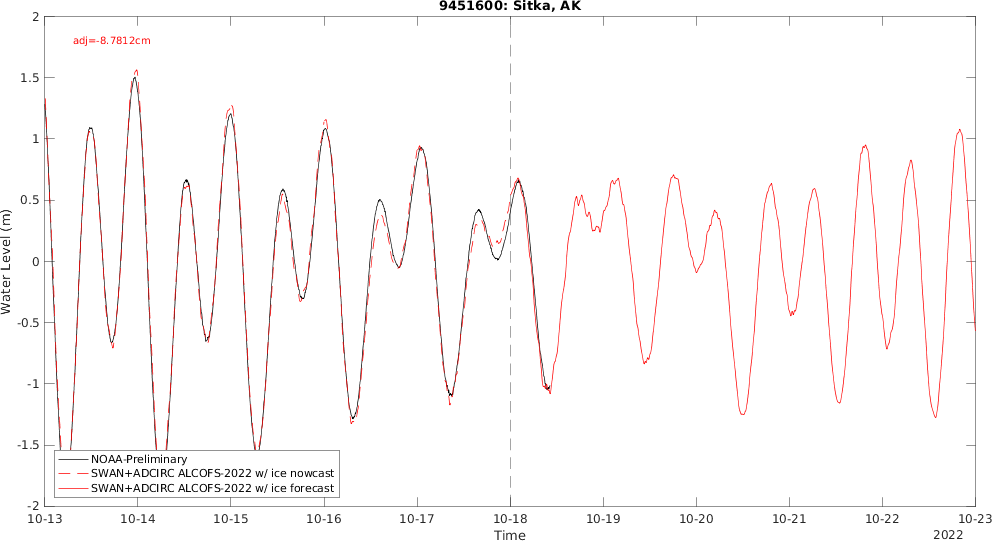 9451600: Sitka, AK
2
adj=-8.7812cm
1.5
1
0.5
0
-0.5
-1
-1.5
-2
Water Level (m)
NOAA-Preliminary
SWAN+ADCIRC ALCOFS-2022 w/ ice nowcast
SWAN+ADCIRC ALCOFS-2022 w/ ice forecast
10-13 10-14 10-15 10-16 10-17 10-18 10-19 10-20 10-21 10-22 10-23
Time
2022